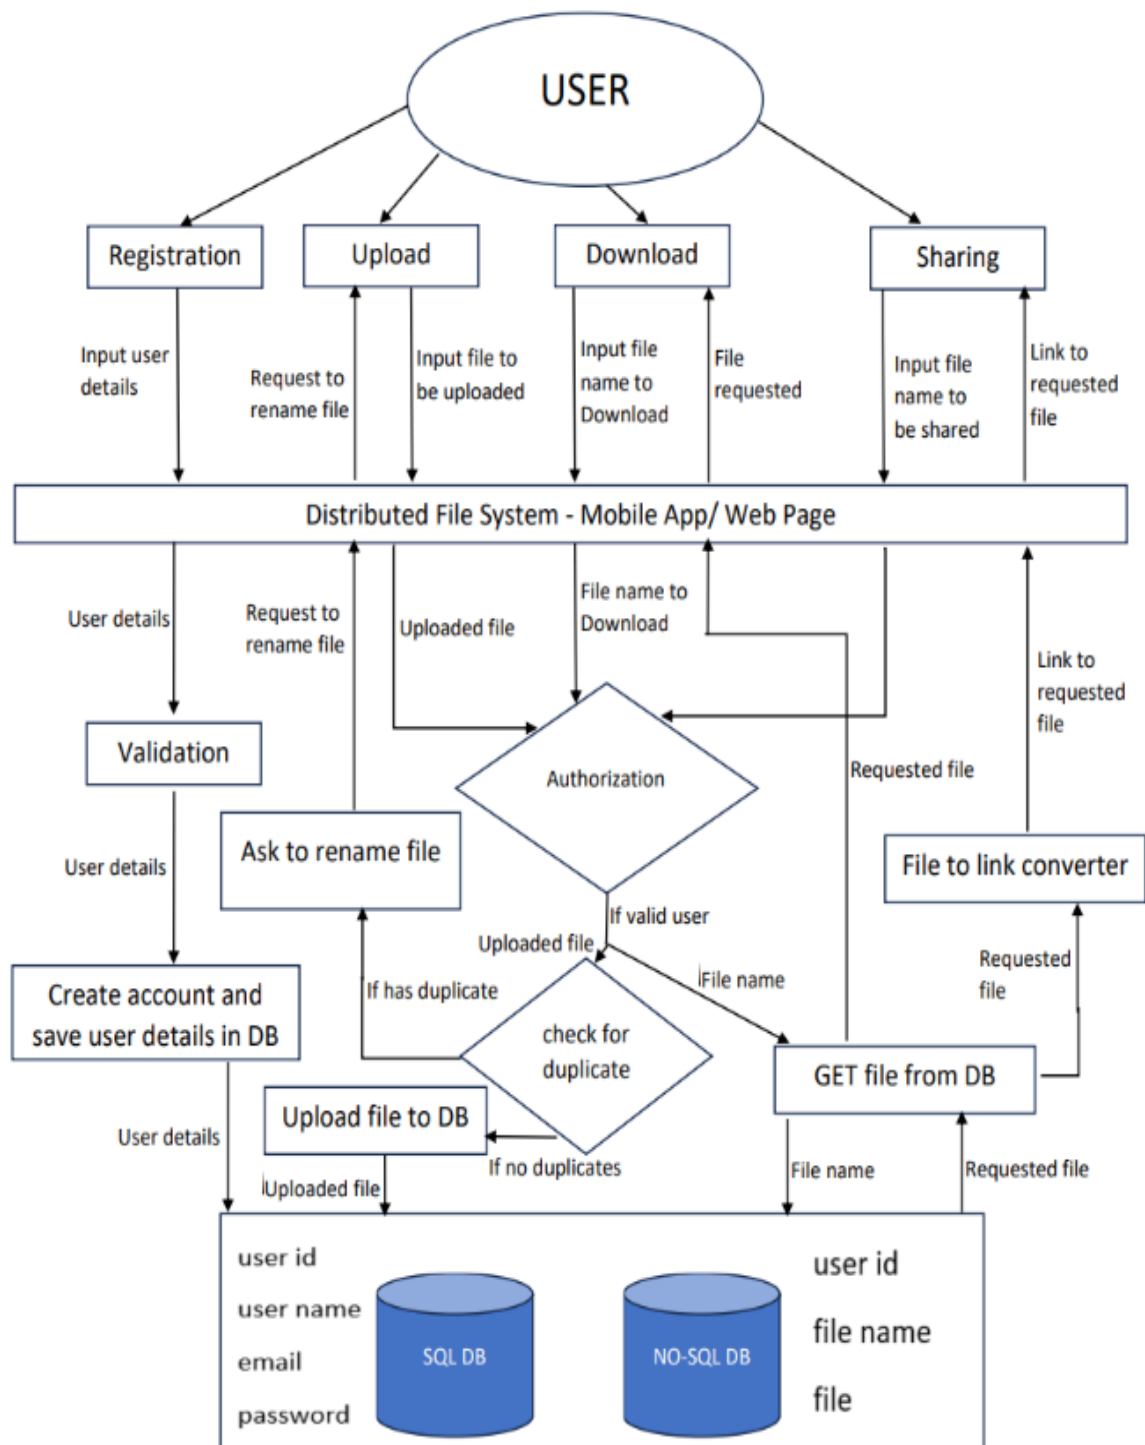 USER
Registration
Upload
Download
Sharing
Input user
details
Request to
rename file
Input file to
be uploaded
Input file
name to
Download
File
requested
Input file
name to
be shared
Link to
requested
file
Distributed File System - Mobile App/ Web Page
User details
Request to
rename file
Uploaded file
File name to
Download
Link to
requested
file
Validation
Authorization
Requested file
User details
Ask to rename file
File to link converter
If valid user
Uploaded file
File name
Requested
file
Create account and
save user details in DB
If has duplicate
check for
duplicate
GET file from DB
Upload file to DB
User details
If no duplicates
Uploaded file
File name
Requested file
user id
user name
email
password
SQL DB
NO-SQL DB
user id
file name
file